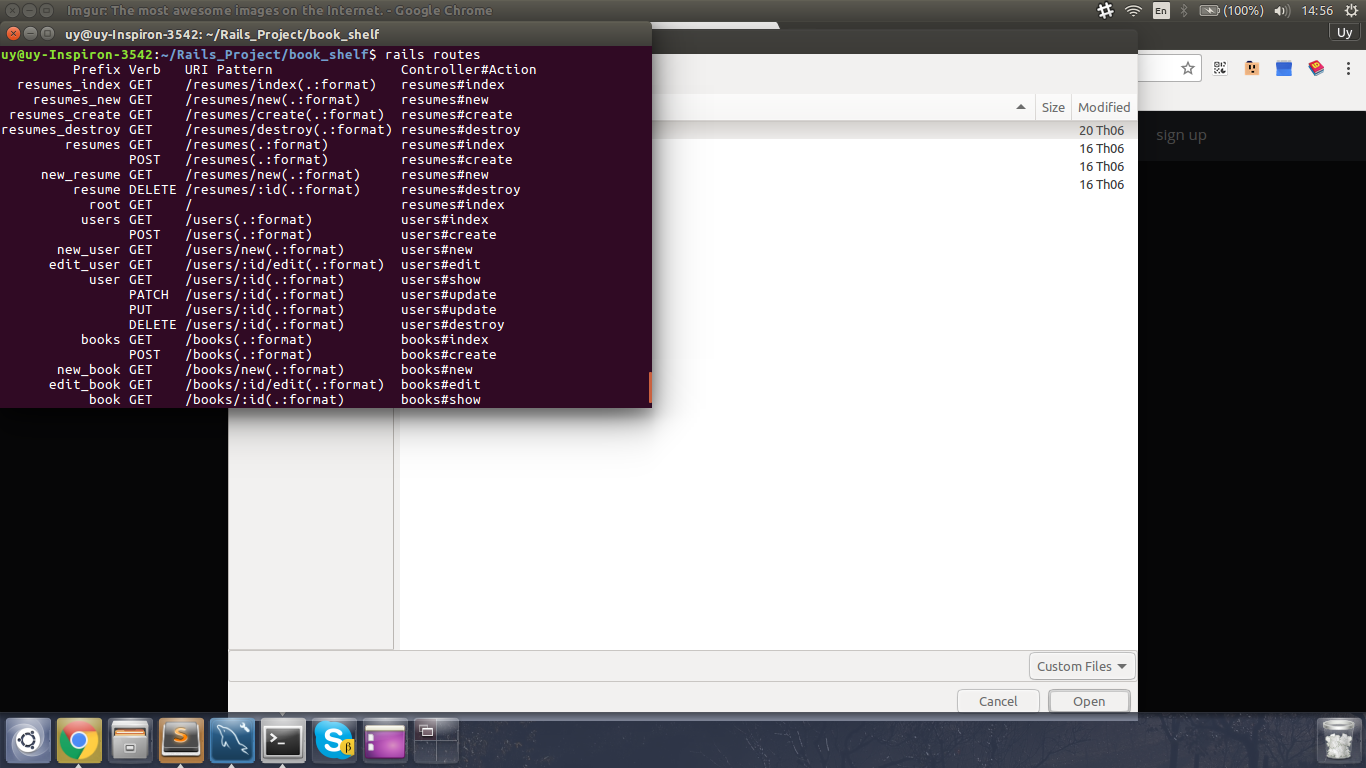 Imgur: The most awesome images on the Internet. - Google Chrome
En
(100%)
14:56
uy@uy-Inspiron-3542: ~/Rails_Project/book_shelf
Uy
uy@uy-Inspiron-3542:~/Rails_Project/book_shelf$ rails routes
Prefix Verb URI Pattern Controller#Action
resumes_index GET /resumes/index(.:format) resumes#index
resumes_new GET /resumes/new(.:format) resumes#new
resumes_create GET /resumes/create(.:format) resumes#create
resumes_destroy GET /resumes/destroy(.:format) resumes#destroy
resumes GET /resumes(.:format) resumes#index
POST /resumes(.:format) resumes#create
new_resume GET /resumes/new(.:format) resumes#new
resume DELETE /resumes/:id(.:format) resumes#destroy
root GET / resumes#index
users GET /users(.:format) users#index
POST /users(.:format) users#create
new_user GET /users/new(.:format) users#new
edit_user GET /users/:id/edit(.:format) users#edit
user GET /users/:id(.:format) users#show
PATCH /users/:id(.:format) users#update
PUT /users/:id(.:format) users#update
DELETE /users/:id(.:format) users#destroy
books GET /books(.:format) books#index
POST /books(.:format) books#create
new_book GET /books/new(.:format) books#new
edit_book GET /books/:id/edit(.:format) books#edit
book GET /books/:id(.:format) books#show
Size Modified
20 Th06
16 Th06
16 Th06
16 Th06
sign up
Custom Files
Cancel Open